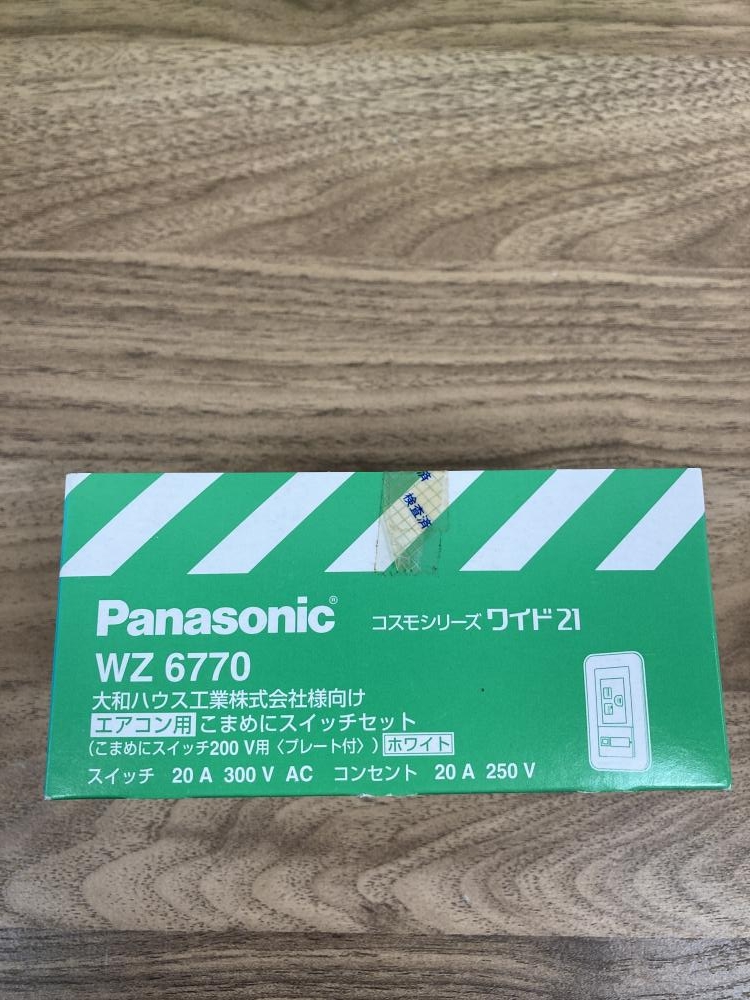 済
検査済
Panasonic® コスモシリーズ ワイド21
WZ 6770
大和ハウス工業株式会社様向け
エアコン用 こまめにスイッチセット
(こまめにスイッチ200 V用〈プレート付〉) ホワイト
スイッチ 20 A 300 V AC コンセント 20 A 250 V